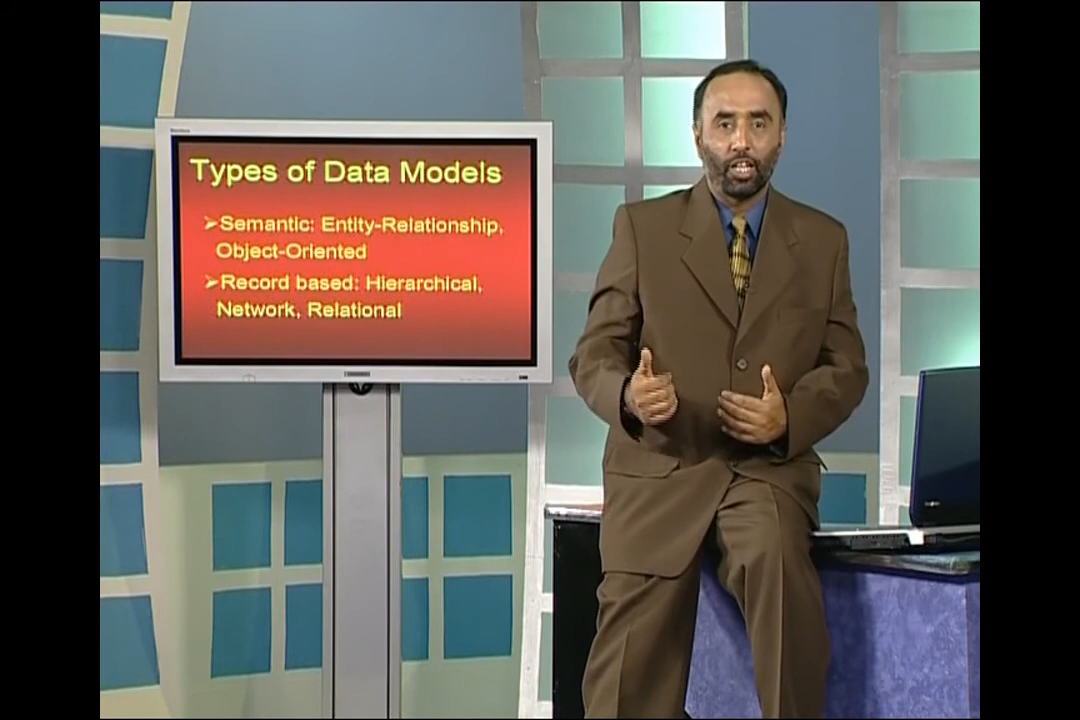 Types of Data Models
➢Semantic: Entity-Relationship,
Object-Oriented
➢Record based: Hierarchical,
Network, Relational